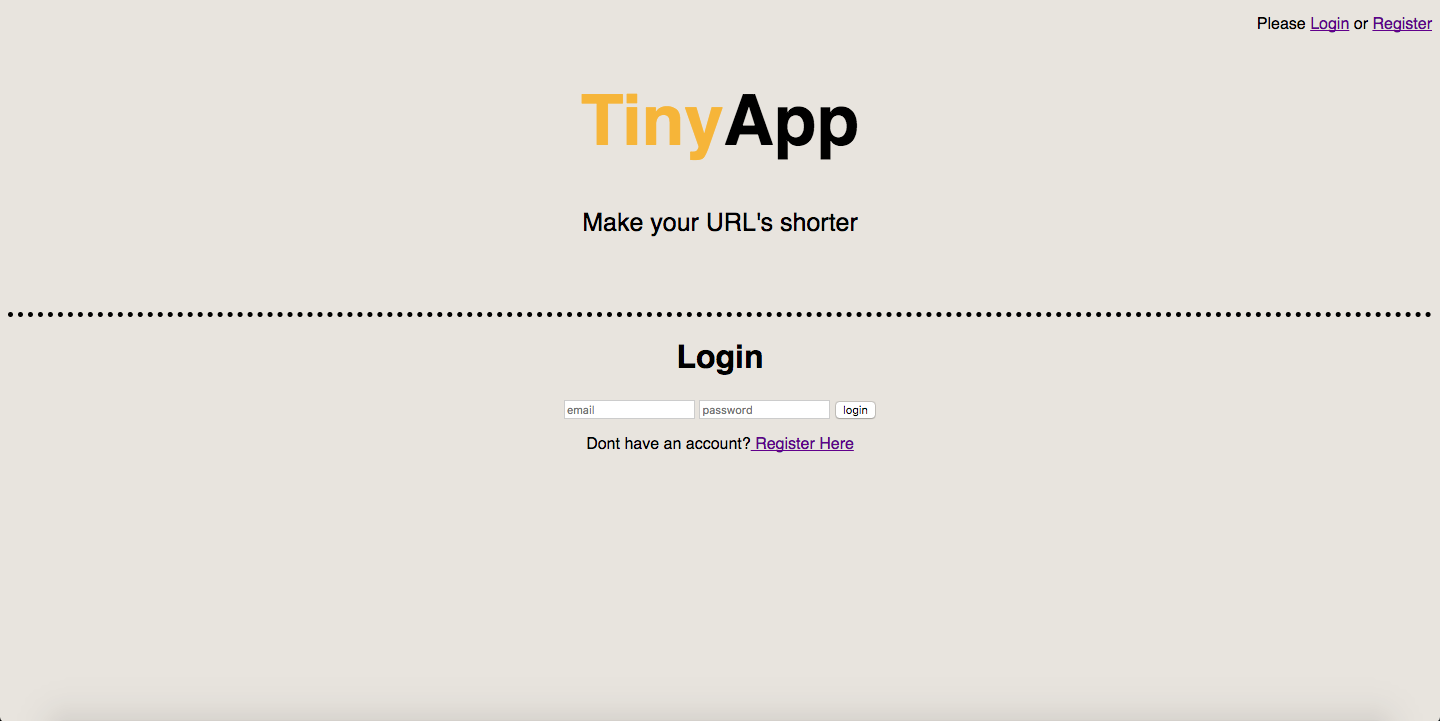 Please Login or Register
TinyApp
Make your URL's shorter
Login
email password login
Dont have an account? Register Here